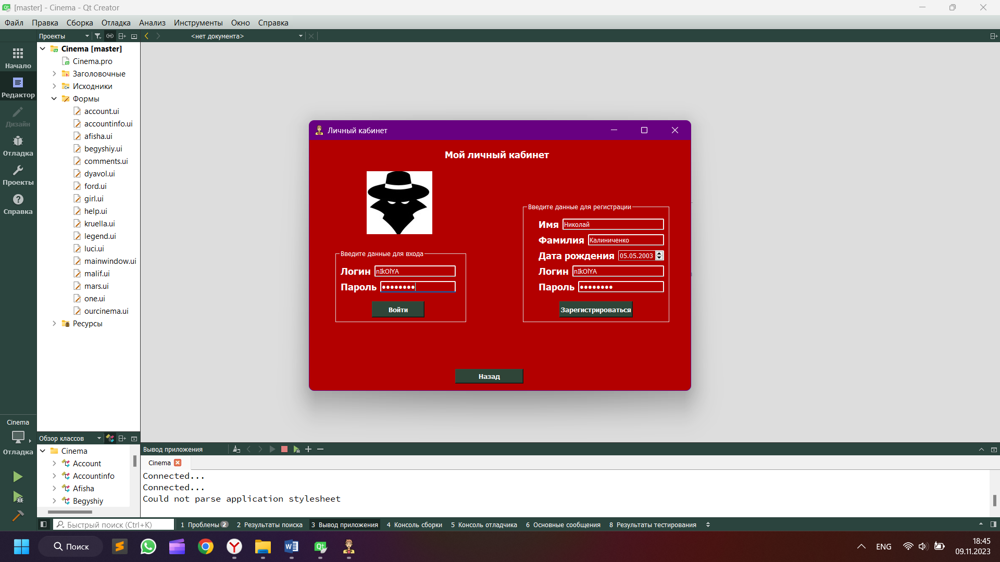 [master] - Cinema - Qt Creator
Файл Правка Сборка Отладка Анализ Инструменты Окно Справка
Проекты
<нет документа>
Начало
Редактор
Дизайн
Отладка
Проекты
Справка
Cinema [master]
Cinema.pro
Заголовочные
Исходники
Формы
account.ui
accountinfo.ui
afisha.ui
begyshiy.ui
comments.ui
dyavol.ui
ford.ui
girl.ui
help.ui
kruella.ui
legend.ui
luci.ui
mainwindow.ui
malif.ui
mars.ui
one.ui
ourcinema.ui
Ресурсы
Личный кабинет
Мой личный кабинет
Введите данные для входа
Логин nIkOlYA
Пароль ●●●●●●●●
Войти
Введите данные для регистрации
Имя Николай
Фамилия Калиниченко
Дата рождения 05.05.2003
Логин nIkOlYA
Пароль ●●●●●●●●
Зарегистрироваться
Назад
Cinema
Отладка
Обзор классов
Cinema
Account
Accountinfo
Afisha
Begyshiy
Вывод приложения
Cinema
Connected...
Connected...
Could not parse application stylesheet
Быстрый поиск (Ctrl+K)
1 Проблемы 2
2 Результаты поиска
3 Вывод приложения
4 Консоль сборки
5 Консоль отладчика
6 Основные сообщения
8 Результаты тестирования
Поиск
ENG
18:45
09.11.2023